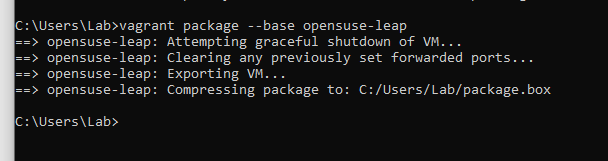 C:\Users\Lab>vagrant package --base opensuse-leap
==> opensuse-leap: Attempting graceful shutdown of VM...
==> opensuse-leap: Clearing any previously set forwarded ports...
==> opensuse-leap: Exporting VM...
==> opensuse-leap: Compressing package to: C:/Users/Lab/package.box
C:\Users\Lab>